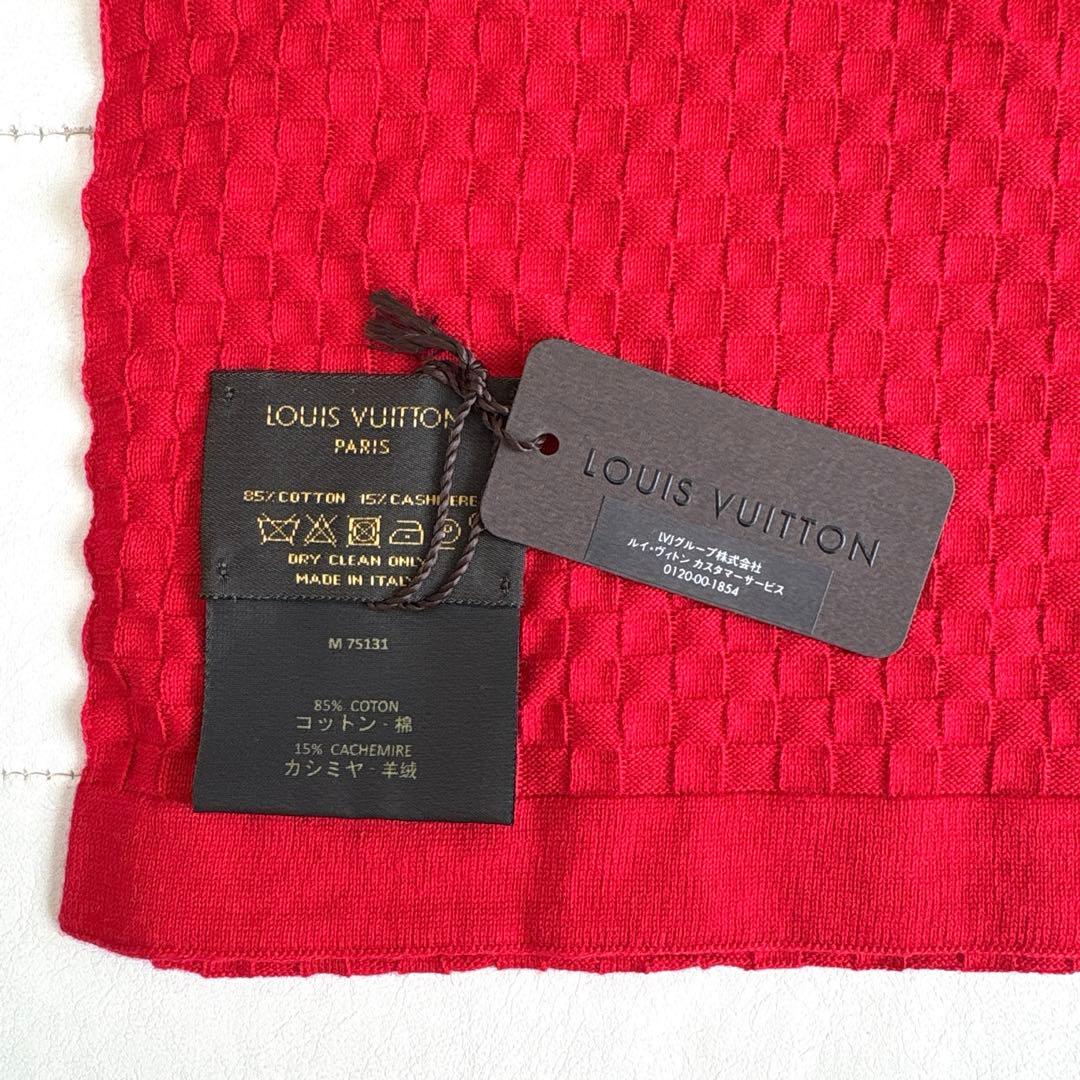 LOUIS VUITTON
PARIS
85% COTTON 15% CASHMERE
DRY CLEAN ONLY
MADE IN ITALY
M 75131
85% COTON
コットン - 棉
15% CACHEMIRE
カシミヤ - 羊绒
LOUIS VUITTON
LVJグループ株式会社
ルイ・ヴィトン カスタマーサービス
0120-00-1854